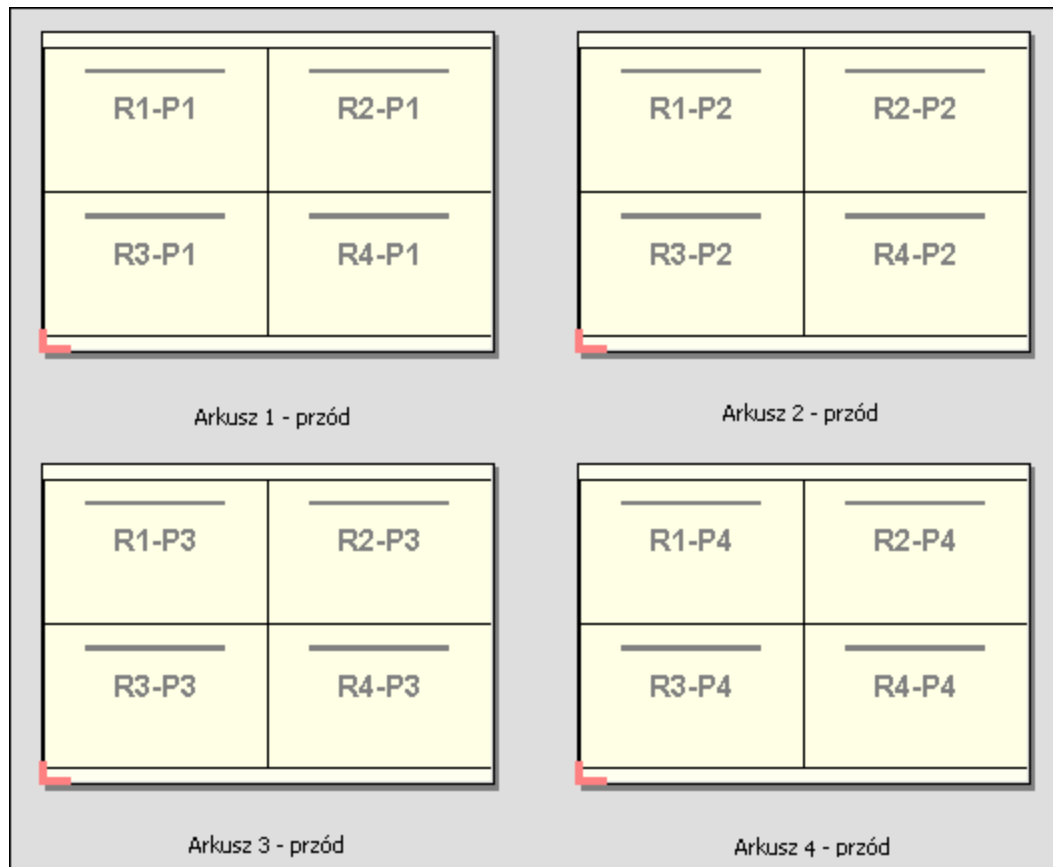 R1-P1 R2-P1
R3-P1 R4-P1
Arkusz 1 - przód
R1-P2 R2-P2
R3-P2 R4-P2
Arkusz 2 - przód
R1-P3 R2-P3
R3-P3 R4-P3
Arkusz 3 - przód
R1-P4 R2-P4
R3-P4 R4-P4
Arkusz 4 - przód